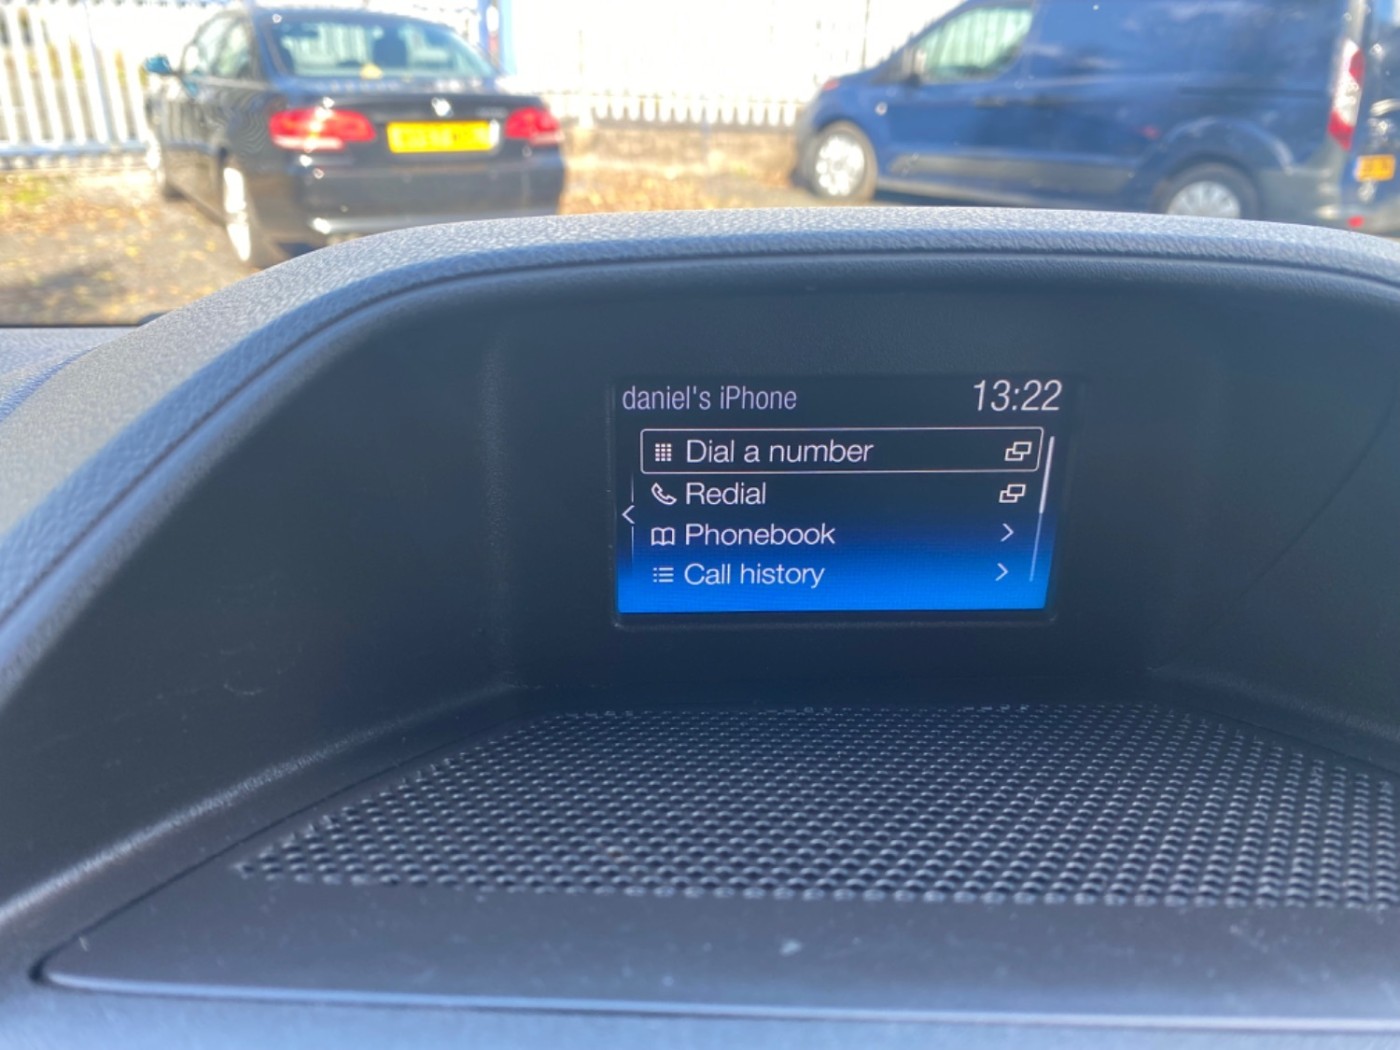 daniel's iPhone 13:22
Dial a number
Redial
Phonebook
Call history